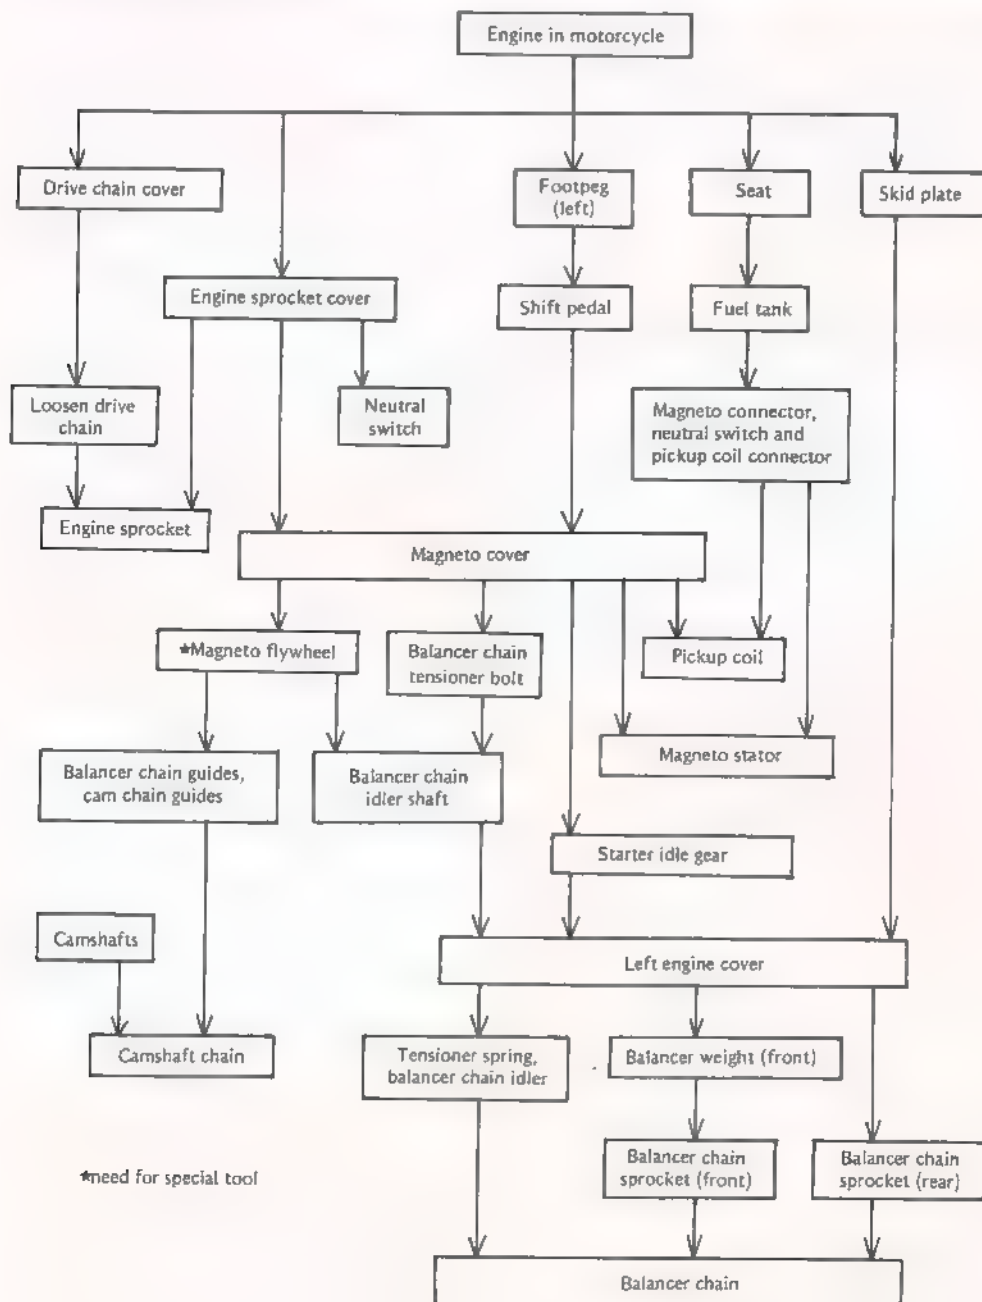 Engine in motorcycle
Drive chain cover
Footpeg
(left)
Seat
Skid plate
Engine sprocket cover
Shift pedal
Fuel tank
Loosen drive
chain
Neutral
switch
Magneto connector,
neutral switch and
pickup coil connector
Engine sprocket
Magneto cover
★Magneto flywheel
Balancer chain
tensioner bolt
Pickup coil
Balancer chain guides,
cam chain guides
Balancer chain
idler shaft
Magneto stator
Starter idle gear
Camshafts
Left engine cover
Camshaft chain
Tensioner spring,
balancer chain idler
Balancer weight (front)
★need for special tool
Balancer chain
sprocket (front)
Balancer chain
sprocket (rear)
Balancer chain